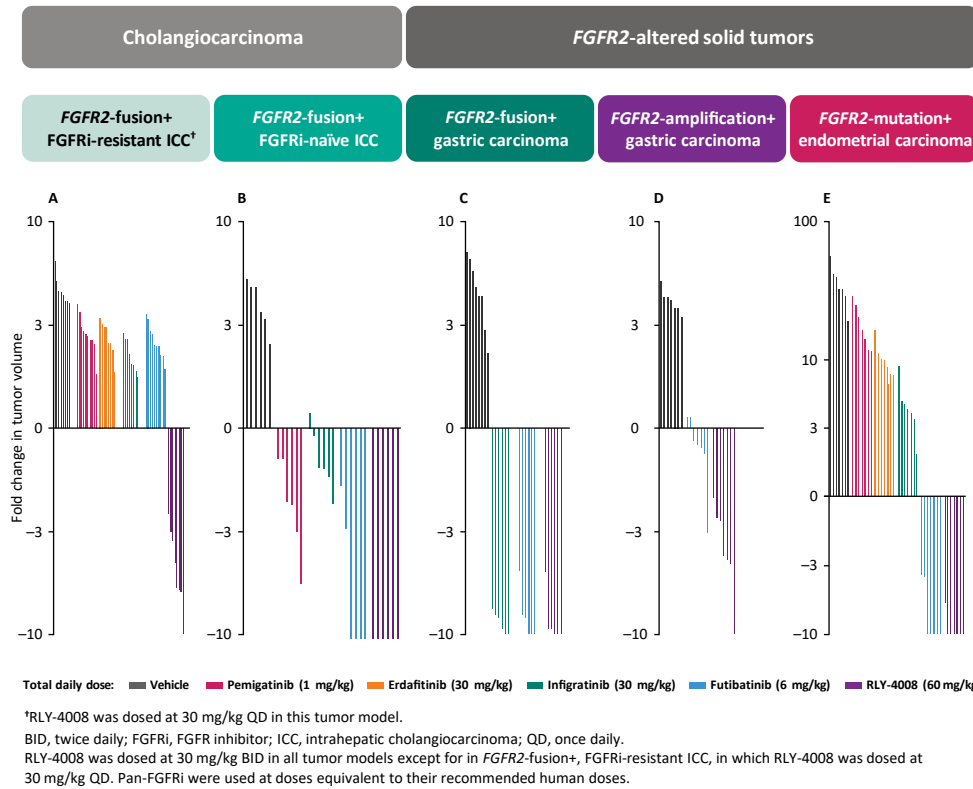 Cholangiocarcinoma
FGFR2-altered solid tumors
FGFR2-fusion+
FGFRi-resistant ICC†
FGFR2-fusion+
FGFRi-naïve ICC
FGFR2-fusion+
gastric carcinoma
FGFR2-amplification+
gastric carcinoma
FGFR2-mutation+
endometrial carcinoma
A
B
C
D
E
Fold change in tumor volume
10
3
0
–3
–10
10
3
0
–3
–10
10
3
0
–3
–10
10
3
0
–3
–10
100
10
3
0
–3
–10
Total daily dose: Vehicle Pemigatinib (1 mg/kg) Erdafitinib (30 mg/kg) Infigratinib (30 mg/kg) Futibatinib (6 mg/kg) RLY-4008 (60 mg/kg
†RLY-4008 was dosed at 30 mg/kg QD in this tumor model.
BID, twice daily; FGFRi, FGFR inhibitor; ICC, intrahepatic cholangiocarcinoma; QD, once daily.
RLY-4008 was dosed at 30 mg/kg BID in all tumor models except for in FGFR2-fusion+, FGFRi-resistant ICC, in which RLY-4008 was dosed at
30 mg/kg QD. Pan-FGFRi were used at doses equivalent to their recommended human doses.